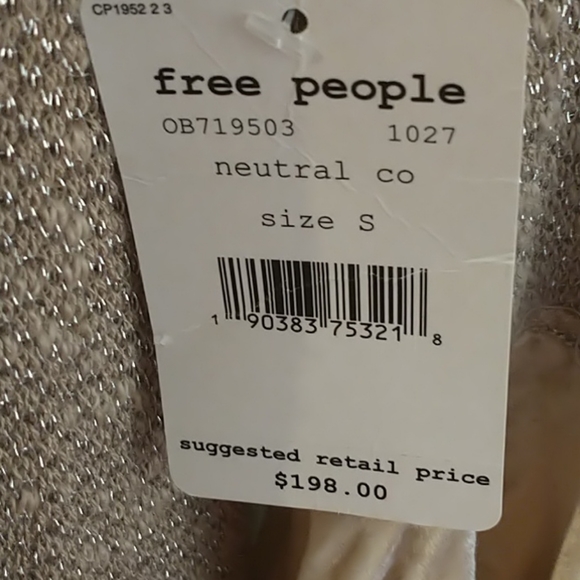 CP1952 2 3
free people
OB719503 1027
neutral co
size S
1 90383 75321 8
suggested retail price
$198.00